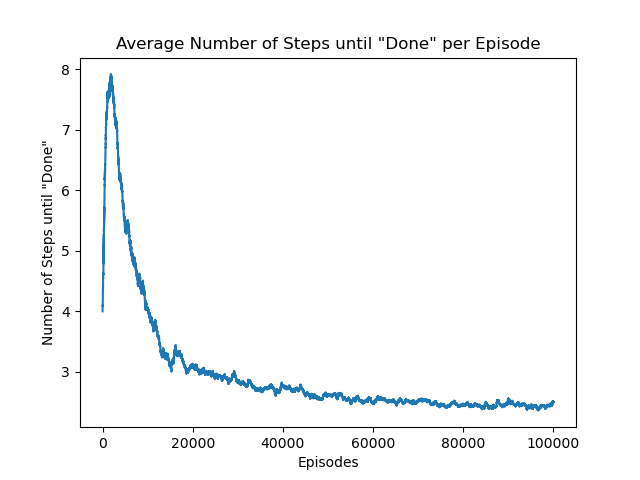 Average Number of Steps until "Done" per Episode
Number of Steps until "Done"
8
7
6
5
4
3
0 20000 40000 60000 80000 100000
Episodes